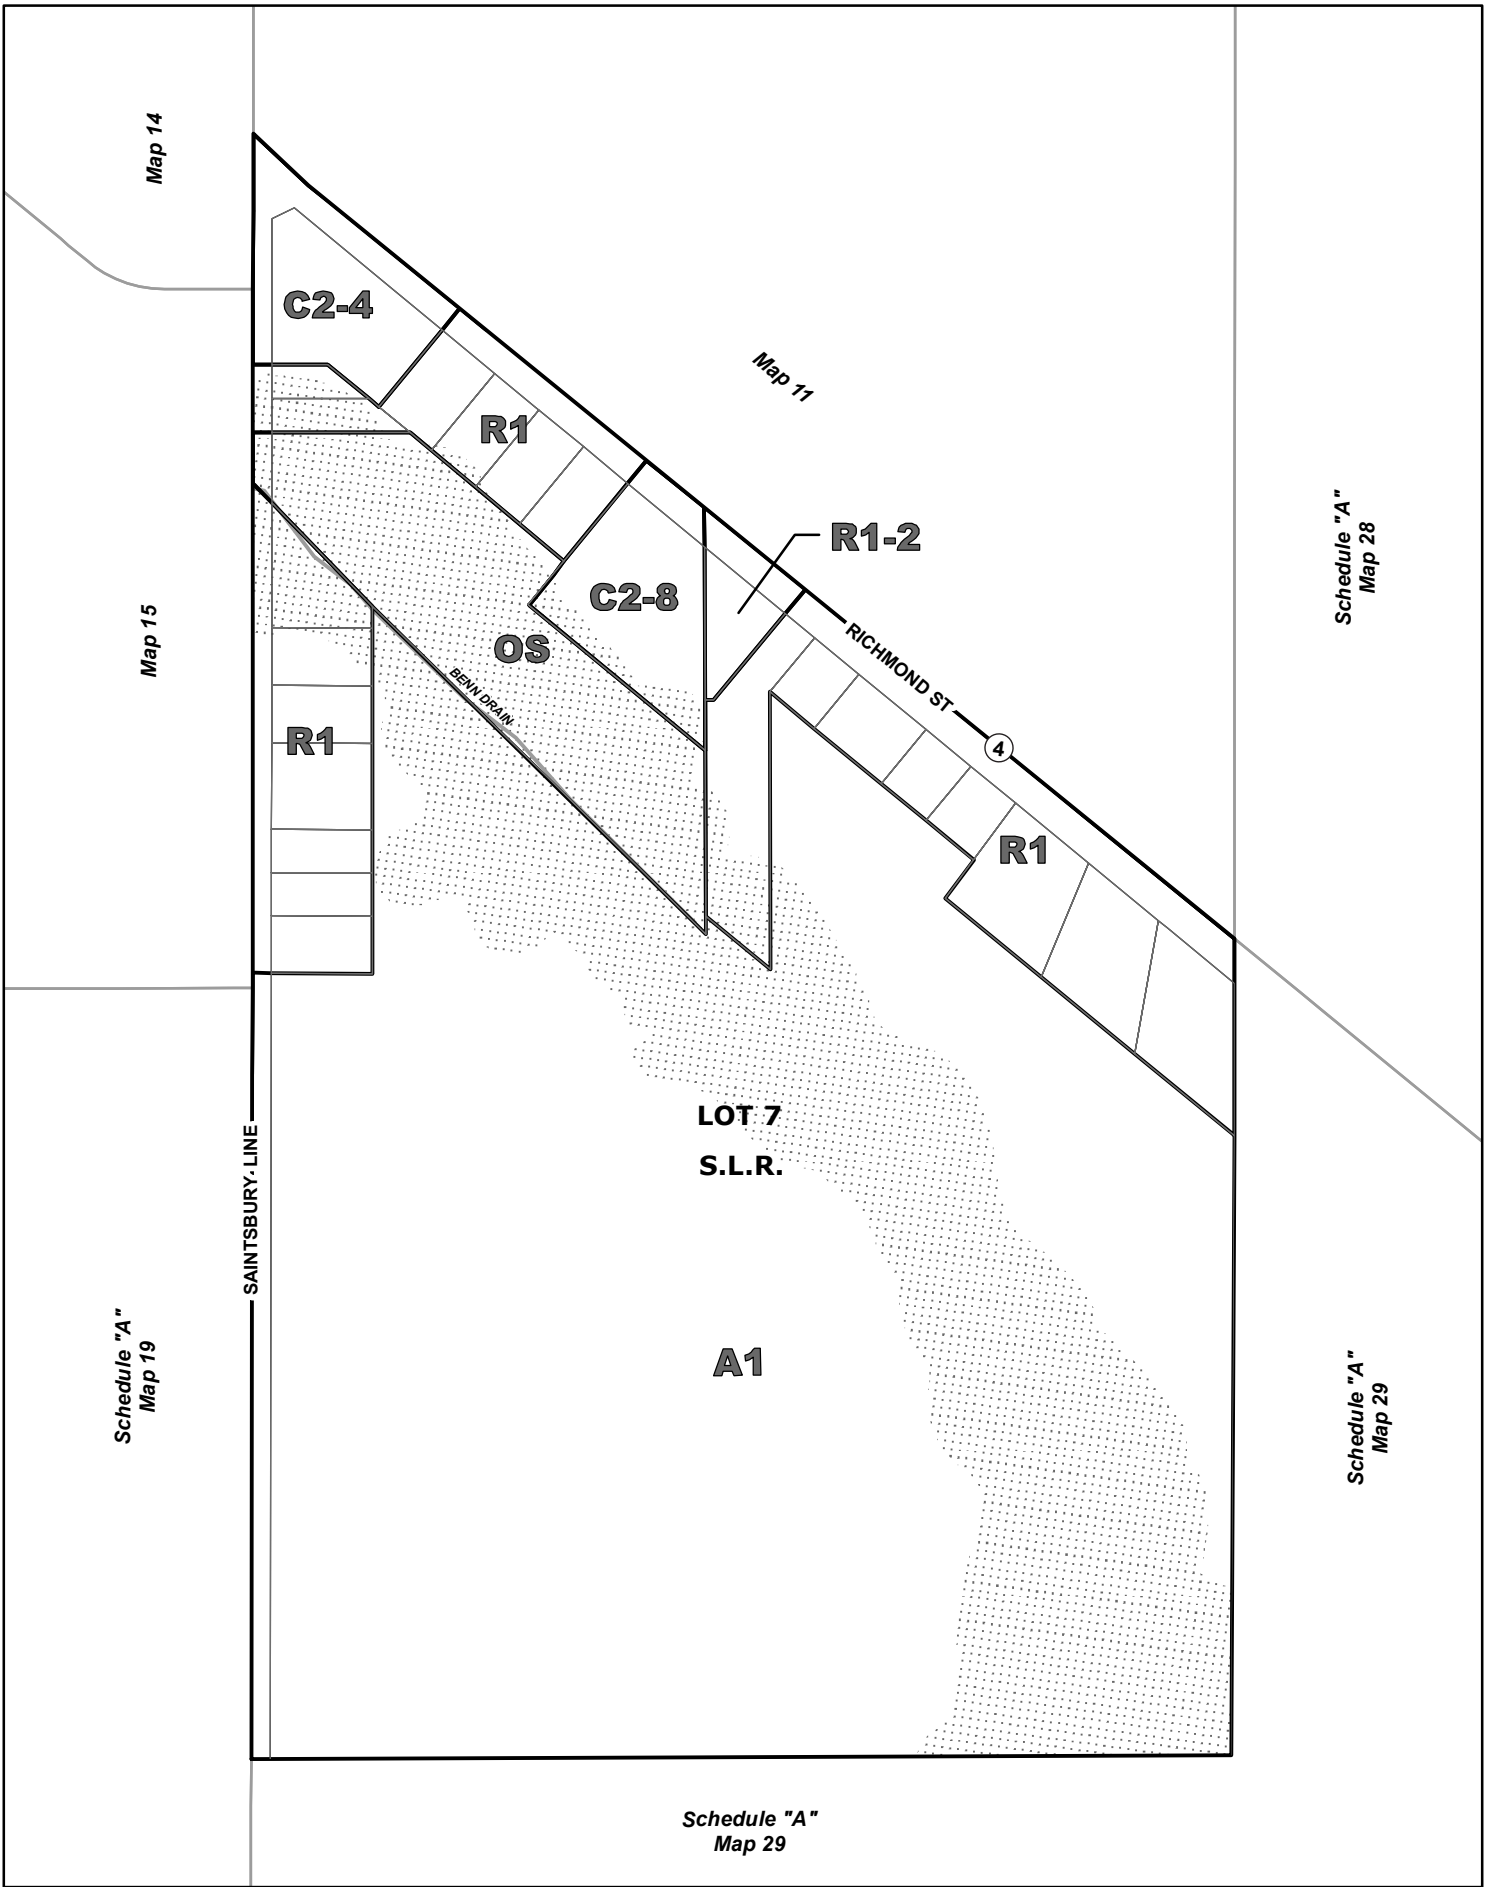 Map 14
C2-4
Map 11
R1
R1-2
C2-8
Schedule "A"
Map 28
Map 15
OS
RICHMOND ST
BENN DRAIN
4
R1
R1
LOT 7
S.L.R.
SAINTSBURY LINE
A1
Schedule "A"
Map 19
Schedule "A"
Map 29
Schedule "A"
Map 29